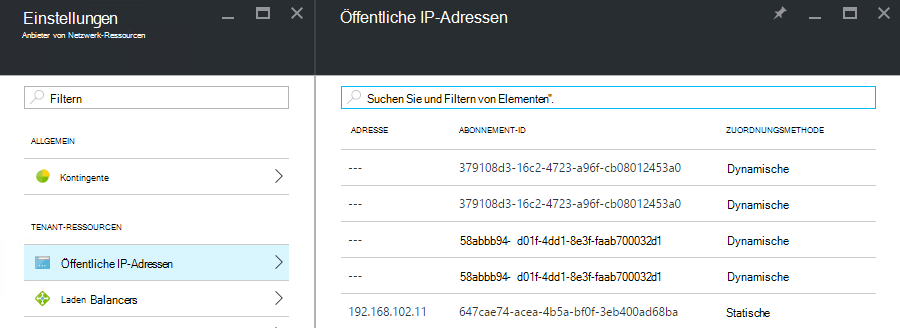 Einstellungen
Anbieter von Netzwerk-Ressourcen
Filtern
ALLGEMEIN
Kontingente
TENANT-RESSOURCEN
Öffentliche IP-Adressen
Laden Balancers
Öffentliche IP-Adressen
Suchen Sie und Filtern von Elementen".
ADRESSE ABONNEMENT-ID ZUORDNUNGSMETHODE
--- 379108d3-16c2-4723-a96f-cb08012453a0 Dynamische
--- 379108d3-16c2-4723-a96f-cb08012453a0 Dynamische
--- 58abbb94- d01f-4dd1-8e3f-faab700032d1 Dynamische
--- 58abbb94- d01f-4dd1-8e3f-faab700032d1 Dynamische
192.168.102.11 647cae74-acea-4b5a-bf0f-3eb400ad68ba Statische